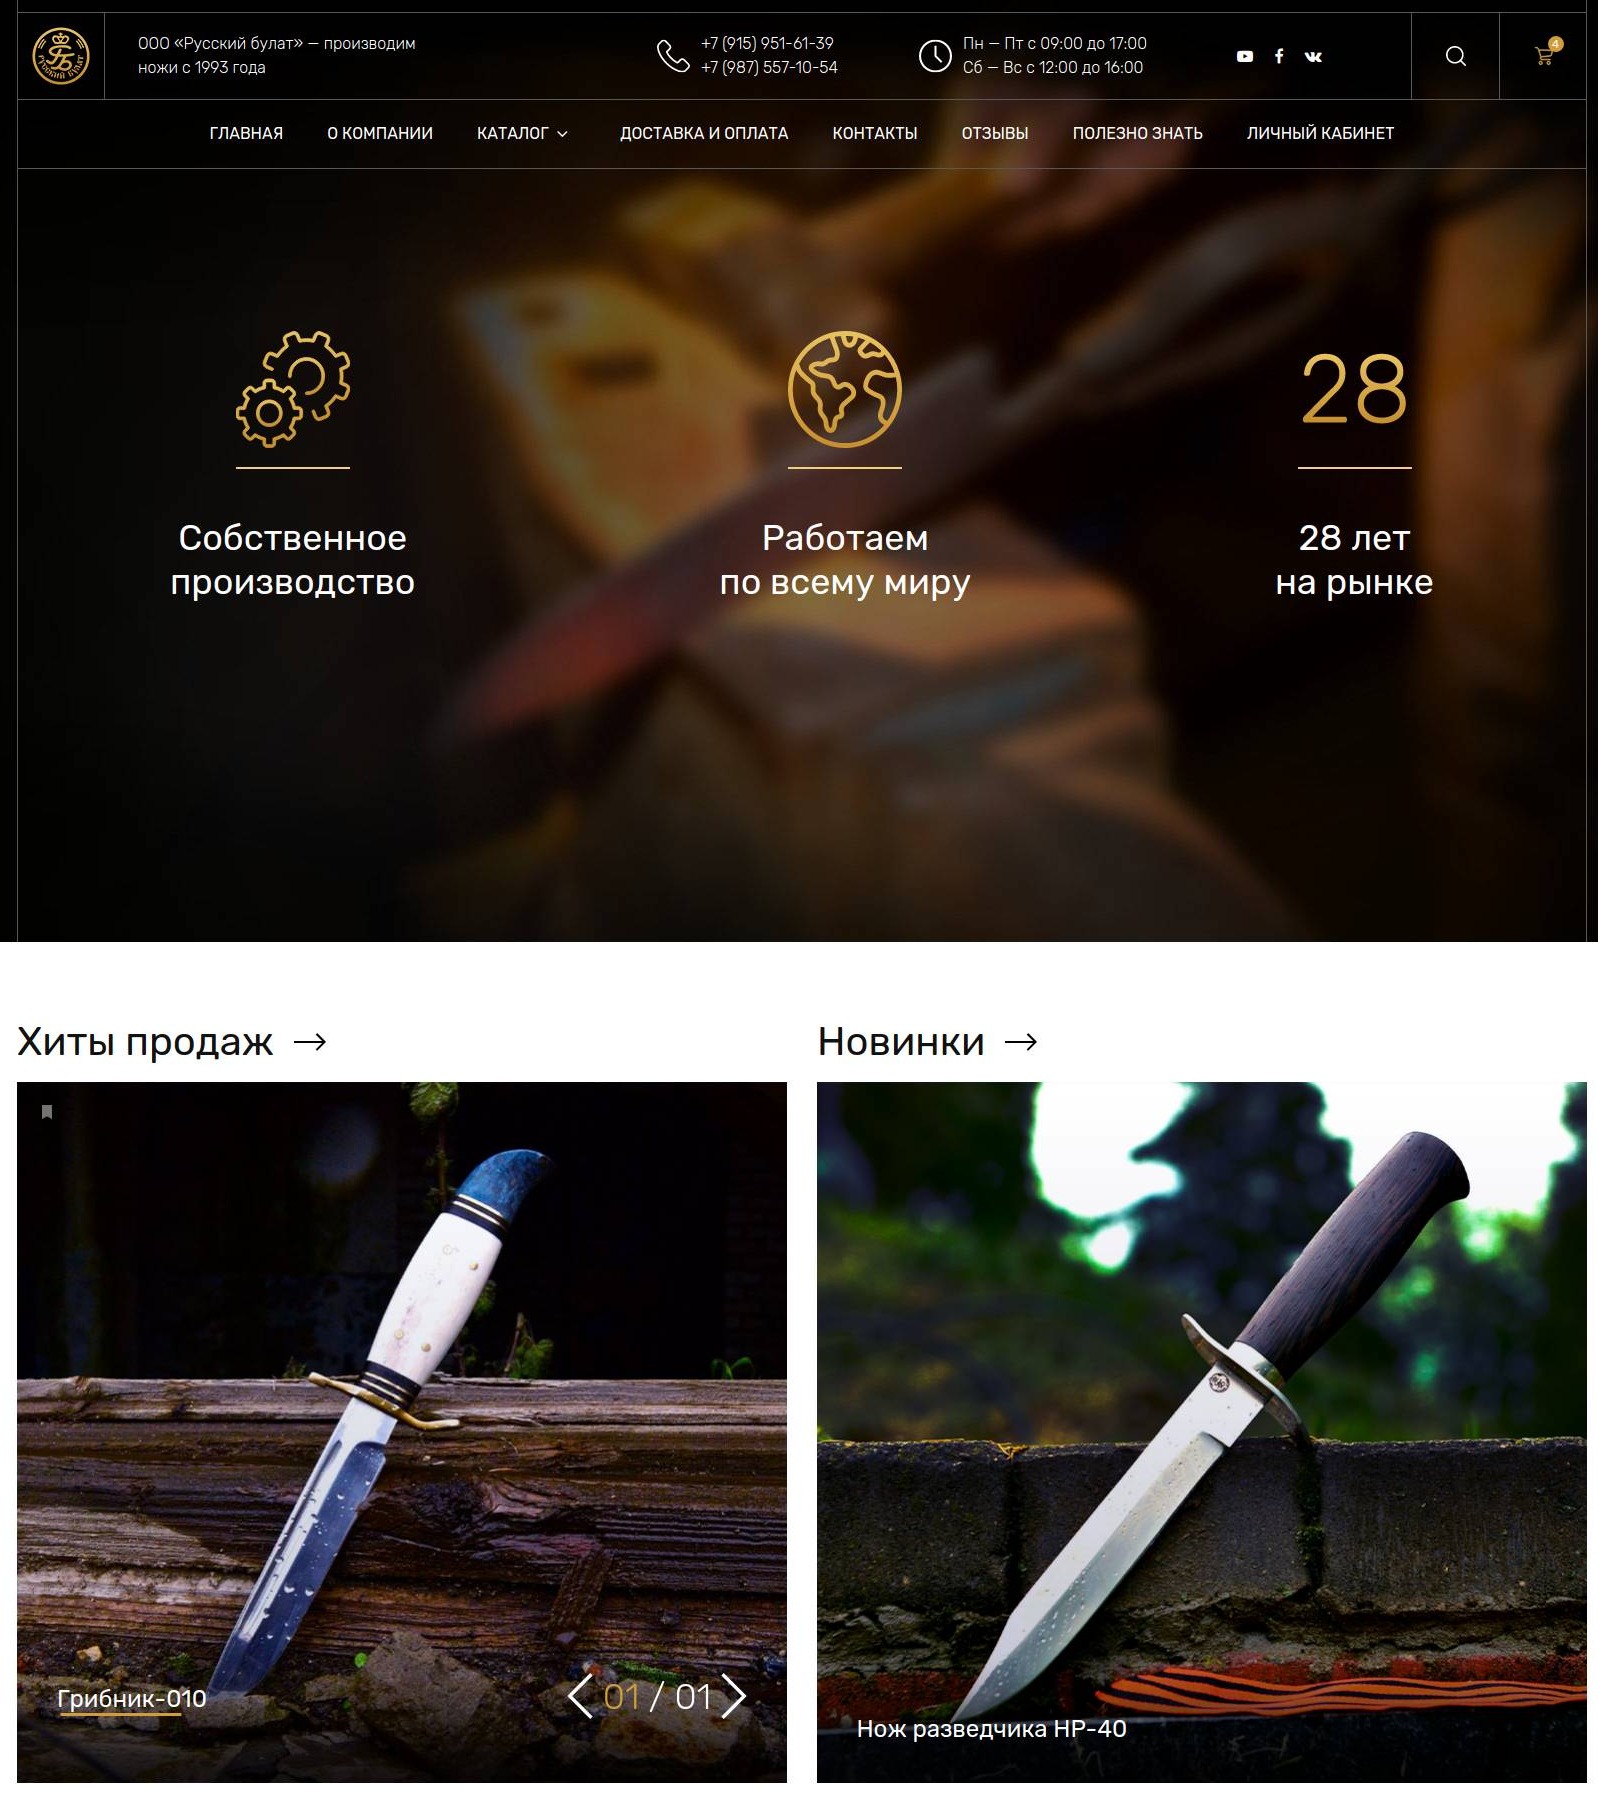 ООО «Русский булат» — производим
ножи с 1993 года
+7 (915) 951-61-39
+7 (987) 557-10-54
Пн — Пт с 09:00 до 17:00
Сб — Вс с 12:00 до 16:00
4
ГЛАВНАЯ
О КОМПАНИИ
КАТАЛОГ
ДОСТАВКА И ОПЛАТА
КОНТАКТЫ
ОТЗЫВЫ
ПОЛЕЗНО ЗНАТЬ
ЛИЧНЫЙ КАБИНЕТ
Собственное
производство
Работаем
по всему миру
28
28 лет
на рынке
Хиты продаж
Новинки
Грибник-010
01 / 01
Нож разведчика НР-40